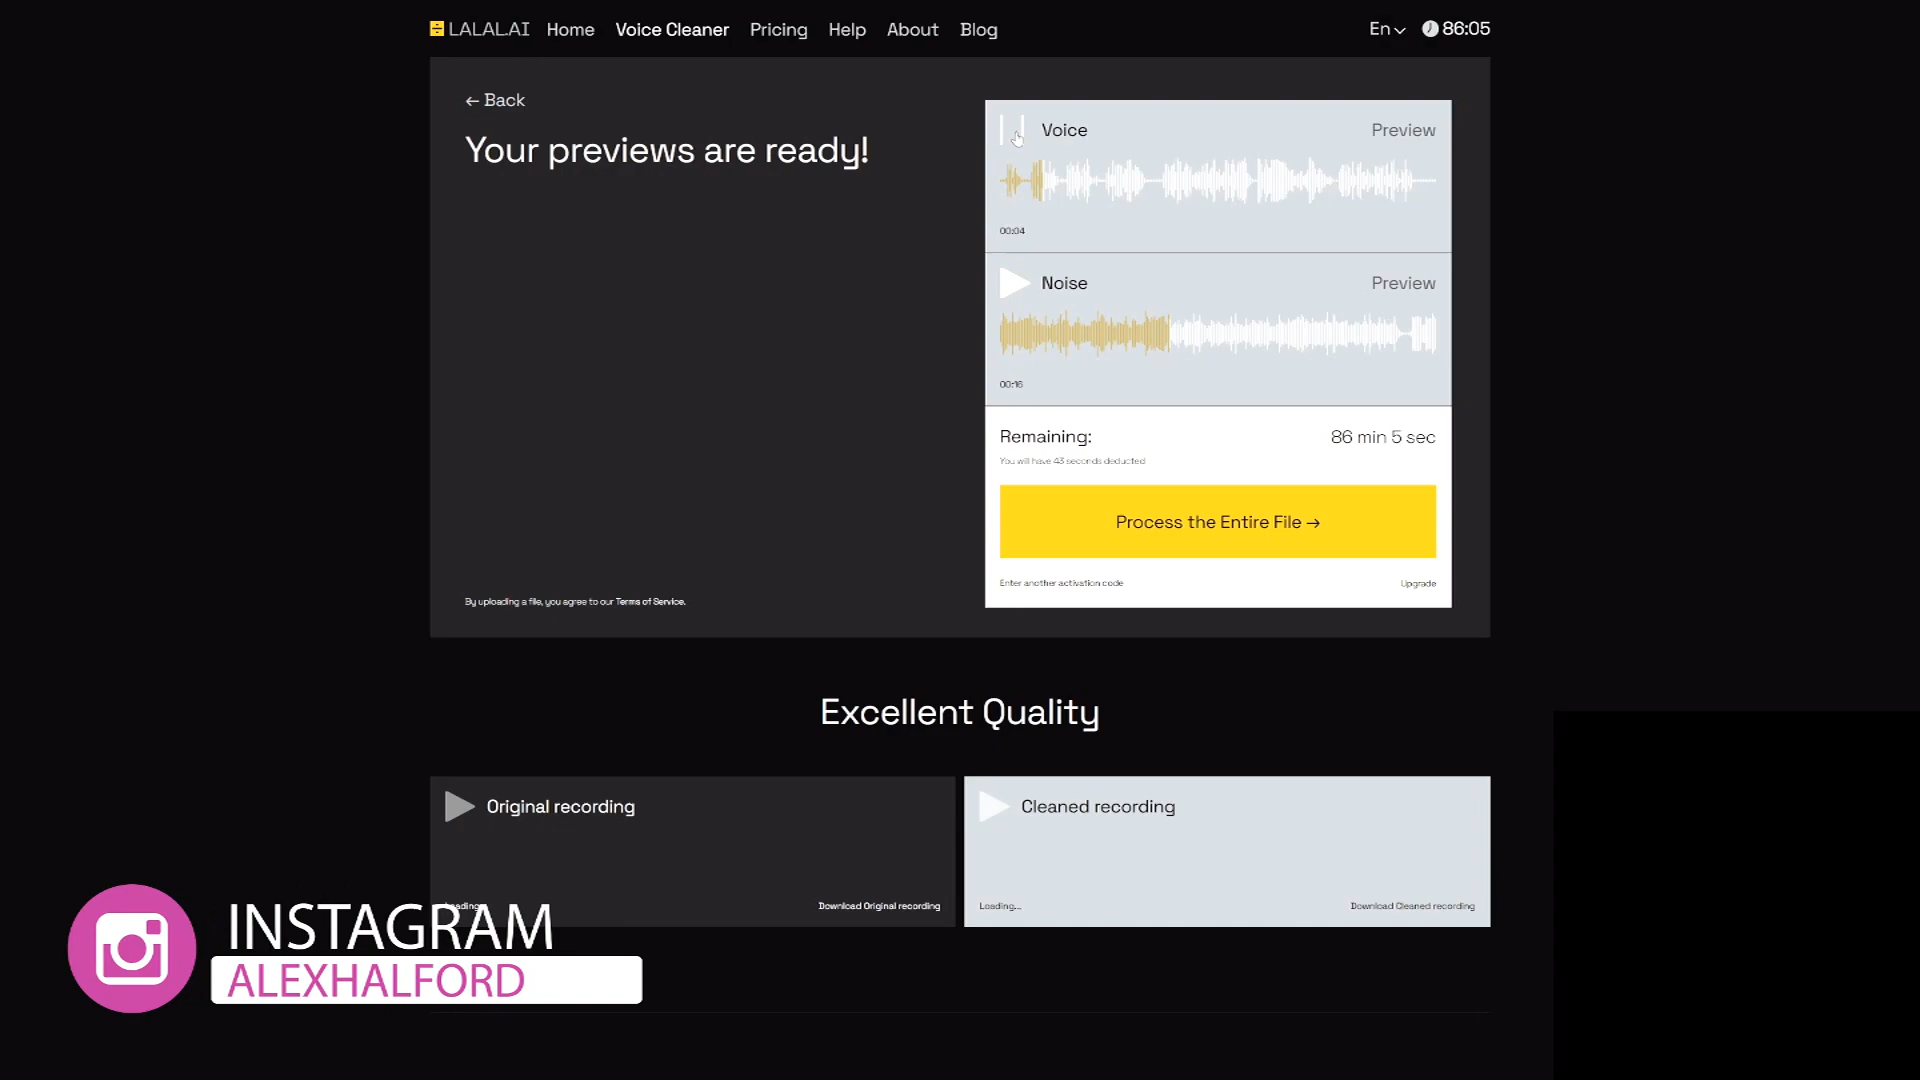 LALAL.AI Home Voice Cleaner Pricing Help About Blog En 86:05
← Back
Your previews are ready!
Voice Preview
00:04
Noise Preview
00:16
Remaining: 86 min 5 sec
You will have 43 seconds deducted
Process the Entire File →
Enter another activation code Upgrade
By uploading a file, you agree to our Terms of Service.
Excellent Quality
Original recording
Loading... Download Original recording
Cleaned recording
Loading... Download Cleaned recording
INSTAGRAM
ALEXHALFORD